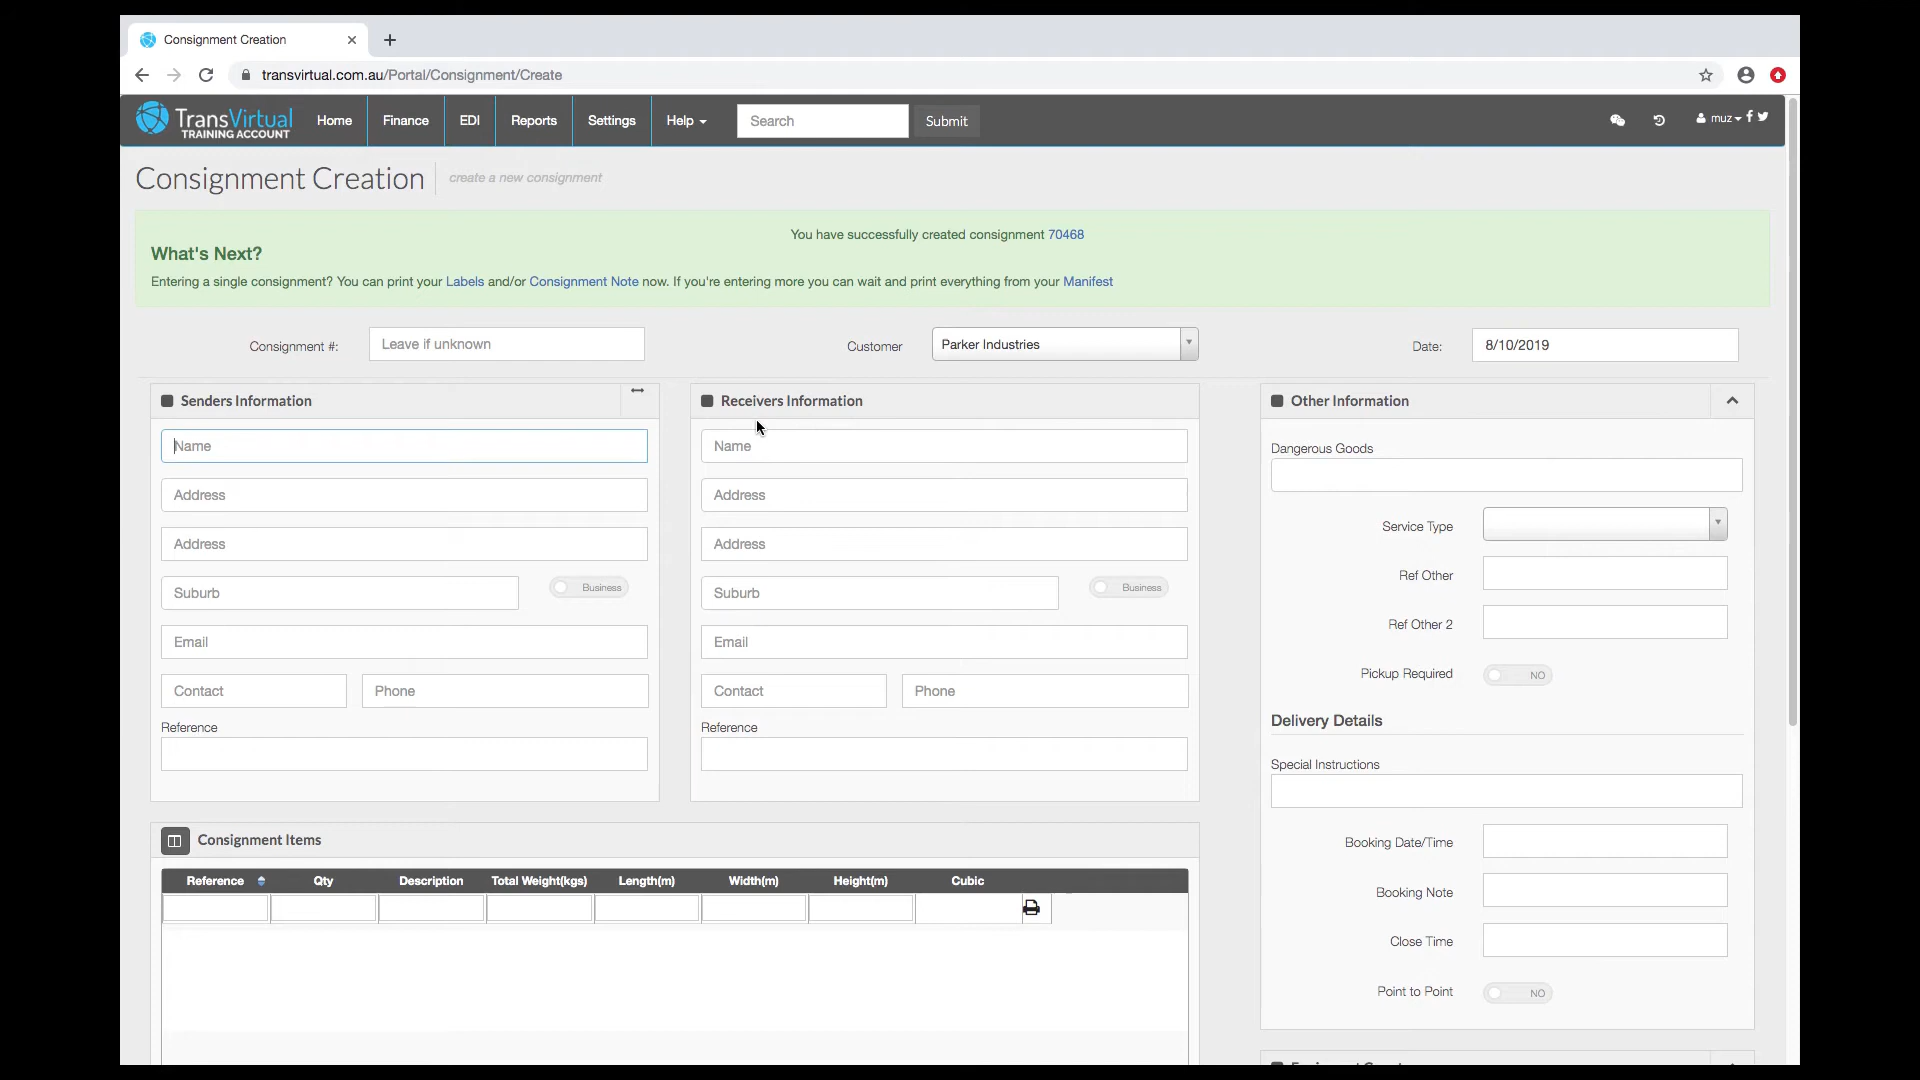 Consignment Creation
transvirtual.com.au/Portal/Consignment/Create
TransVirtual
TRAINING ACCOUNT
Home
Finance
EDI
Reports
Settings
Help
Search
Submit
muz
Consignment Creation
create a new consignment
You have successfully created consignment 70468
What's Next?
Entering a single consignment? You can print your Labels and/or Consignment Note now. If you're entering more you can wait and print everything from your Manifest
Consignment #:
Leave if unknown
Customer
Parker Industries
Date:
8/10/2019
Senders Information
Name
Address
Address
Suburb
Business
Email
Contact
Phone
Reference
Receivers Information
Name
Address
Address
Suburb
Business
Email
Contact
Phone
Reference
Other Information
Dangerous Goods
Service Type
Ref Other
Ref Other 2
Pickup Required
NO
Delivery Details
Special Instructions
Booking Date/Time
Booking Note
Close Time
Point to Point
NO
Consignment Items
Reference
Qty
Description
Total Weight(kgs)
Length(m)
Width(m)
Height(m)
Cubic